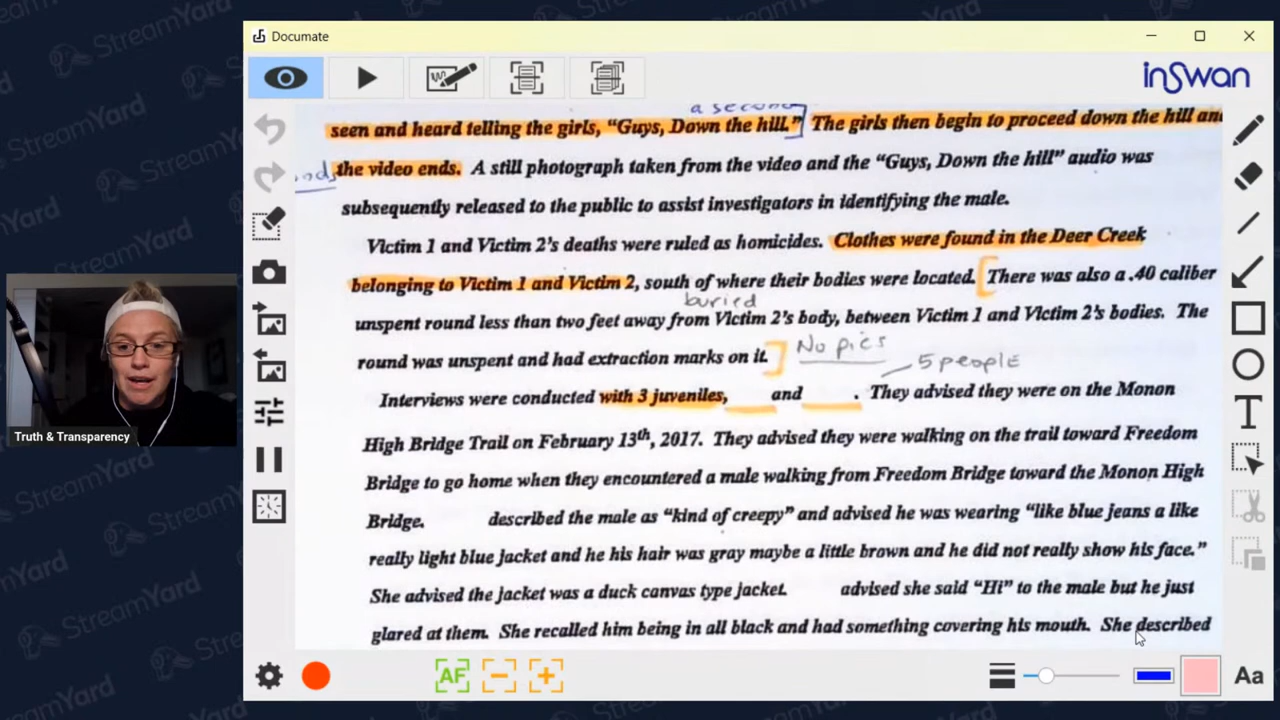 StreamYard
Documate
inSwan
a second
seen and heard telling the girls, “Guys, Down the hill.” The girls then begin to proceed down the hill and
the video ends. A still photograph taken from the video and the “Guys, Down the hill” audio was
subsequently released to the public to assist investigators in identifying the male.
Victim 1 and Victim 2’s deaths were ruled as homicides. Clothes were found in the Deer Creek
belonging to Victim 1 and Victim 2, south of where their bodies were located. There was also a .40 caliber
buried
unspent round less than two feet away from Victim 2’s body, between Victim 1 and Victim 2’s bodies. The
round was unspent and had extraction marks on it. No pics
5 people
Interviews were conducted with 3 juveniles, and . They advised they were on the Monon
High Bridge Trail on February 13th, 2017. They advised they were walking on the trail toward Freedom
Bridge to go home when they encountered a male walking from Freedom Bridge toward the Monon High
Bridge. described the male as “kind of creepy” and advised he was wearing “like blue jeans a like
really light blue jacket and he his hair was gray maybe a little brown and he did not really show his face.”
She advised the jacket was a duck canvas type jacket. advised she said “Hi” to the male but he just
glared at them. She recalled him being in all black and had something covering his mouth. She described
Truth & Transparency
AF
T
Aa